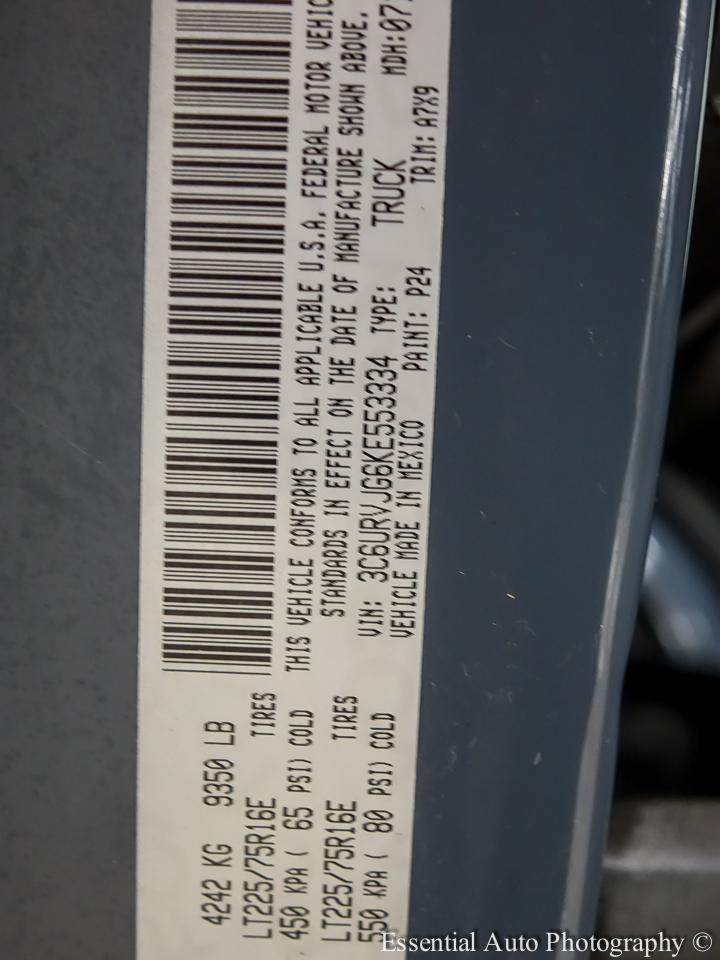 4242 KG 9350 LB
LT225/75R16E TIRES
450 KPA ( 65 PSI) COLD
LT225/75R16E TIRES
550 KPA ( 80 PSI) COLD
THIS VEHICLE CONFORMS TO ALL APPLICABLE U.S.A. FEDERAL MOTOR
STANDARDS IN EFFECT ON THE DATE OF MANUFACTURE SHOWN ABOVE.
VIN: 3C6URVJG6KE553334 TYPE: TRUCK MDH:07
VEHICLE MADE IN MEXICO PAINT: P24 TRIM: A7X9
Essential Auto Photography ©